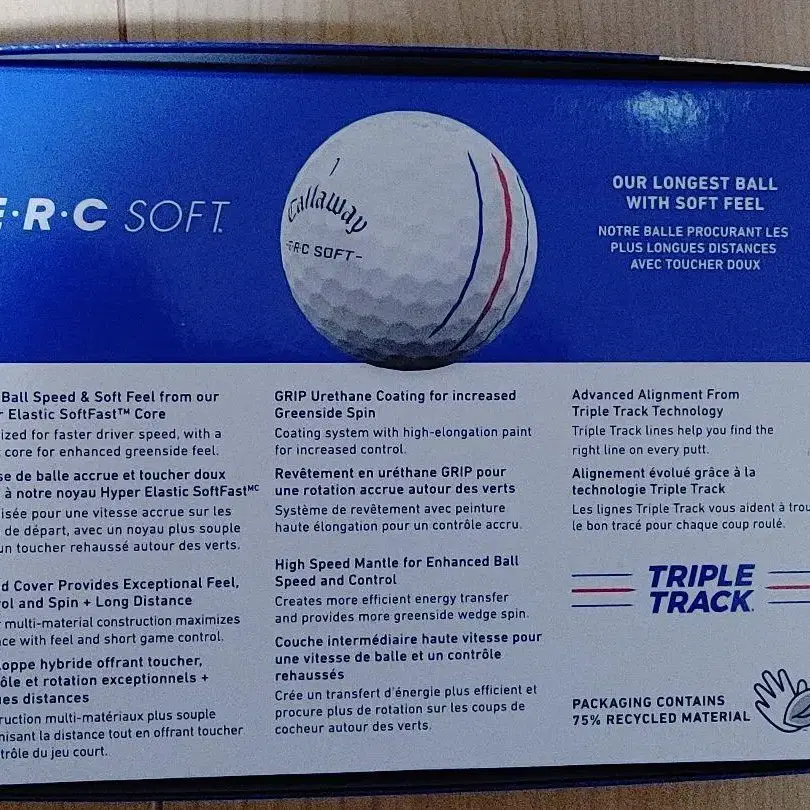 E·R·C SOFT™
1
Callaway
-ERC SOFT-
OUR LONGEST BALL
WITH SOFT FEEL
NOTRE BALLE PROCURANT LES
PLUS LONGUES DISTANCES
AVEC TOUCHER DOUX
Ball Speed & Soft Feel from our
Elastic SoftFast™ Core
ized for faster driver speed, with a
core for enhanced greenside feel.
se de balle accrue et toucher doux
à notre noyau Hyper Elastic SoftFastMC
isée pour une vitesse accrue sur les
de départ, avec un noyau plus souple
un toucher rehaussé autour des verts.
d Cover Provides Exceptional Feel,
ol and Spin + Long Distance
multi-material construction maximizes
ce with feel and short game control.
loppe hybride offrant toucher,
ôle et rotation exceptionnels +
es distances
ruction multi-matériaux plus souple
misant la distance tout en offrant toucher
trôle du jeu court.
GRIP Urethane Coating for increased
Greenside Spin
Coating system with high-elongation paint
for increased control.
Revêtement en uréthane GRIP pour
une rotation accrue autour des verts
Système de revêtement avec peinture
haute élongation pour un contrôle accru.
High Speed Mantle for Enhanced Ball
Speed and Control
Creates more efficient energy transfer
and provides more greenside wedge spin.
Couche intermédiaire haute vitesse pour
une vitesse de balle et un contrôle
rehaussés
Crée un transfert d'énergie plus efficient et
procure plus de rotation sur les coups de
cocheur autour des verts.
Advanced Alignment From
Triple Track Technology
Triple Track lines help you find the
right line on every putt.
Alignement évolué grâce à la
technologie Triple Track
Les lignes Triple Track vous aident à trou
le bon tracé pour chaque coup roulé.
TRIPLE
TRACK
PACKAGING CONTAINS
75% RECYCLED MATERIAL